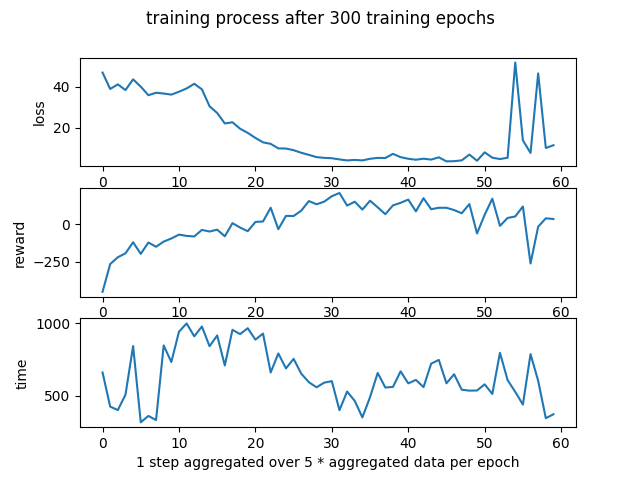 training process after 300 training epochs
40
20
loss
0 10 20 30 40 50 60
0
−250
reward
0 10 20 30 40 50 60
1000
500
time
0 10 20 30 40 50 60
1 step aggregated over 5 * aggregated data per epoch